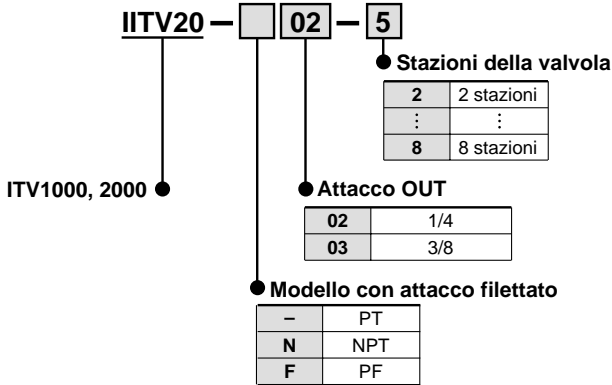 IITV20 – 02 – 5
Stazioni della valvola
2 2 stazioni
⋮ ⋮
8 8 stazioni
ITV1000, 2000
Attacco OUT
02 1/4
03 3/8
Modello con attacco filettato
– PT
N NPT
F PF